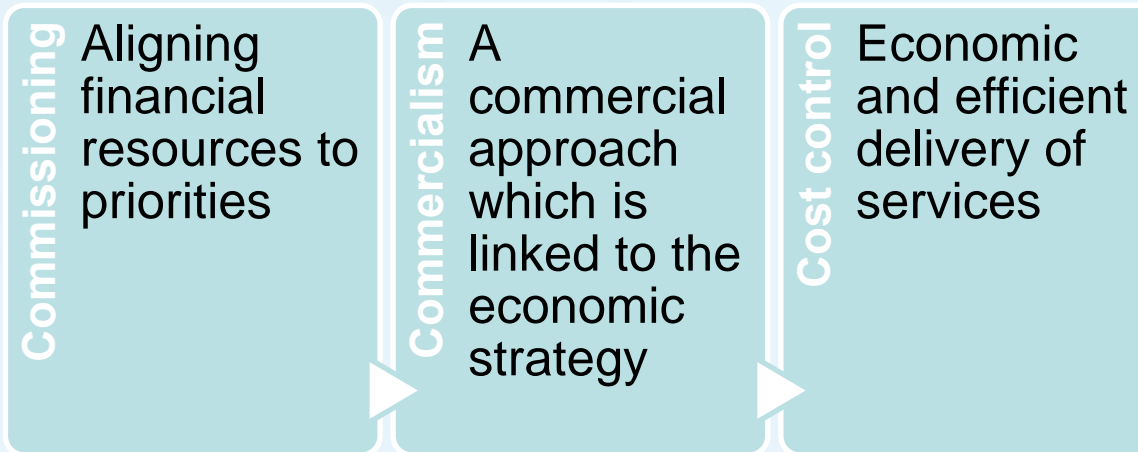 Commissioning
Aligning
financial
resources to
priorities
Commercialism
A
commercial
approach
which is
linked to the
economic
strategy
Cost control
Economic
and efficient
delivery of
services